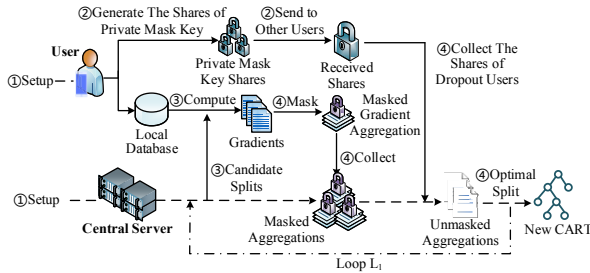 ②Generate The Shares of
Private Mask Key
②Send to
Other Users
User
①Setup
Private Mask
Key Shares
Received
Shares
④Collect The
Shares of
Dropout Users
③Compute
④Mask
Masked
Gradient
Aggregation
Local
Database
Gradients
③Candidate
Splits
④Collect
④Optimal
Split
①Setup
Central Server
Masked
Aggregations
Unmasked
Aggregations
New CART
Loop L₁